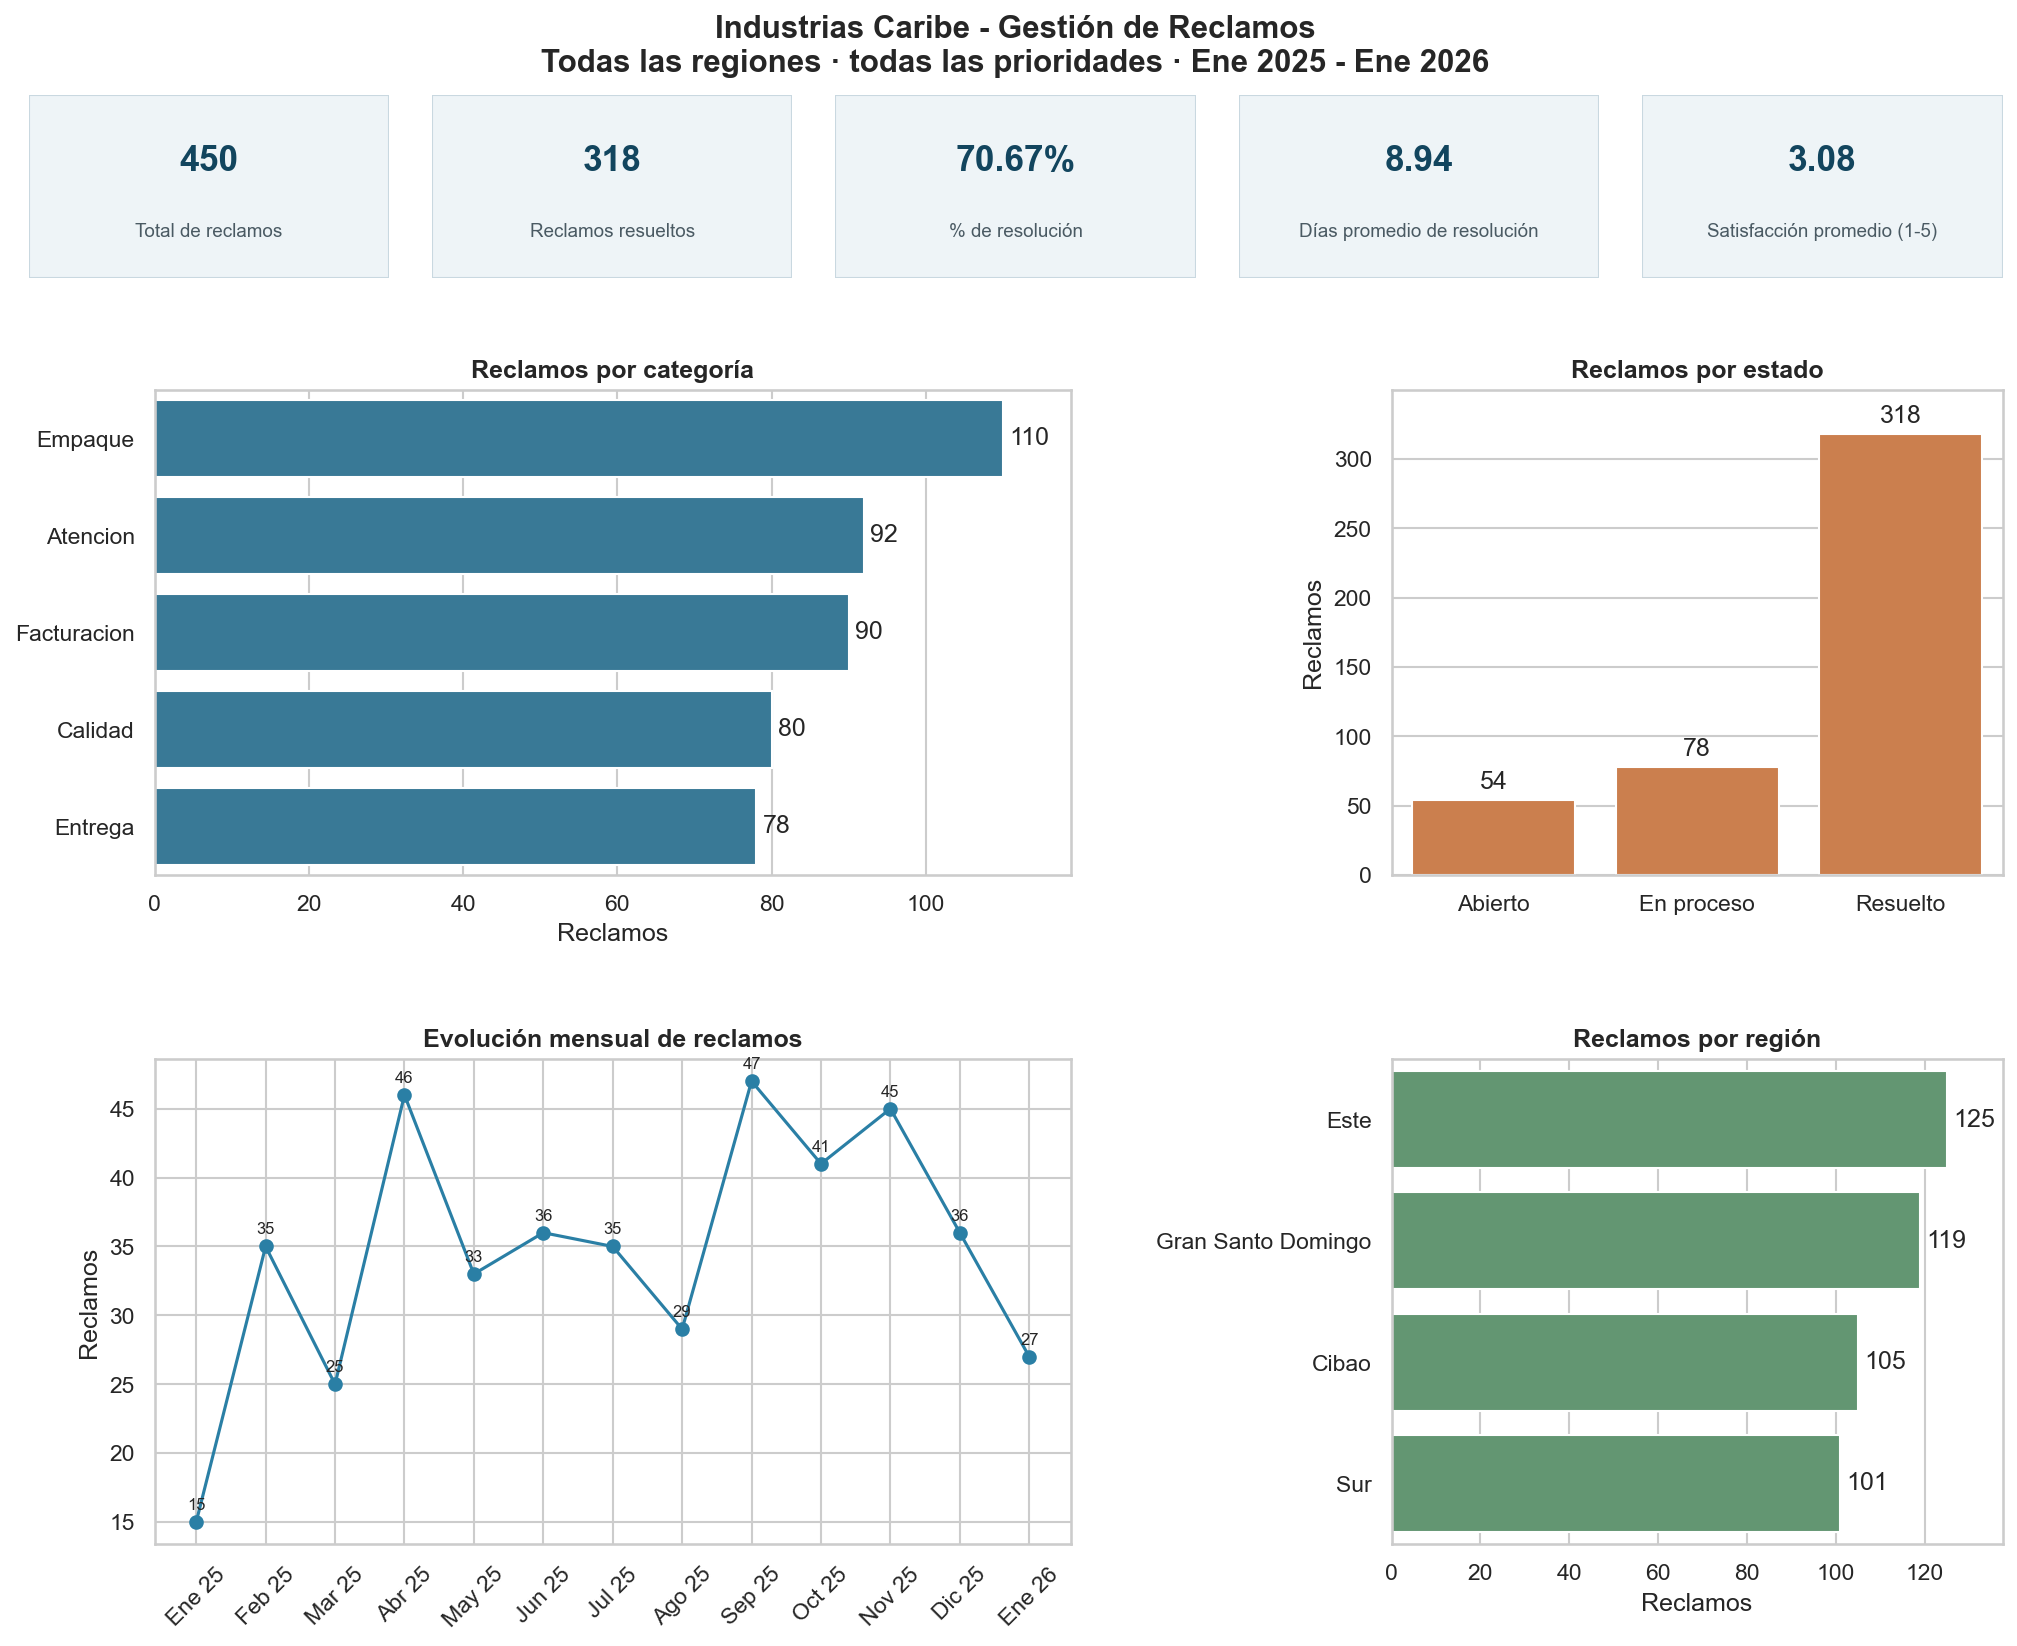 Industrias Caribe - Gestión de Reclamos
Todas las regiones · todas las prioridades · Ene 2025 - Ene 2026
450
Total de reclamos
318
Reclamos resueltos
70.67%
% de resolución
8.94
Días promedio de resolución
3.08
Satisfacción promedio (1-5)
Reclamos por categoría
Empaque
110
Atencion
92
Facturacion
90
Calidad
80
Entrega
78
0 20 40 60 80 100
Reclamos
Reclamos por estado
Reclamos
300
250
200
150
100
50
0
54
78
318
Abierto En proceso Resuelto
Evolución mensual de reclamos
Reclamos
45
40
35
30
25
20
15
15 35 25 46 33 36 35 29 47 41 45 36 27
Ene 25 Feb 25 Mar 25 Abr 25 May 25 Jun 25 Jul 25 Ago 25 Sep 25 Oct 25 Nov 25 Dic 25 Ene 26
Reclamos por región
Este
125
Gran Santo Domingo
119
Cibao
105
Sur
101
0 20 40 60 80 100 120
Reclamos